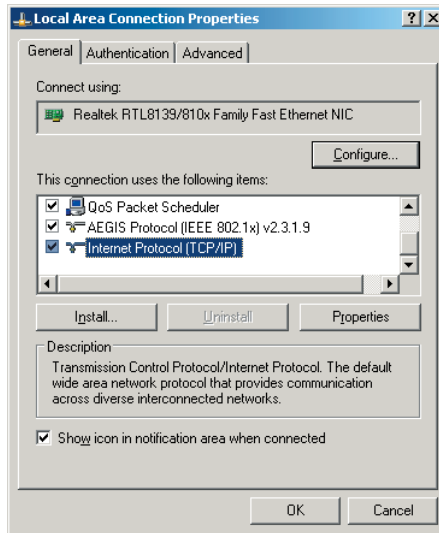 Local Area Connection Properties
General Authentication Advanced
Connect using:
Realtek RTL8139/810x Family Fast Ethernet NIC
Configure...
This connection uses the following items:
QoS Packet Scheduler
AEGIS Protocol (IEEE 802.1x) v2.3.1.9
Internet Protocol (TCP/IP)
Install... Uninstall Properties
Description
Transmission Control Protocol/Internet Protocol. The default
wide area network protocol that provides communication
across diverse interconnected networks.
Show icon in notification area when connected
OK Cancel